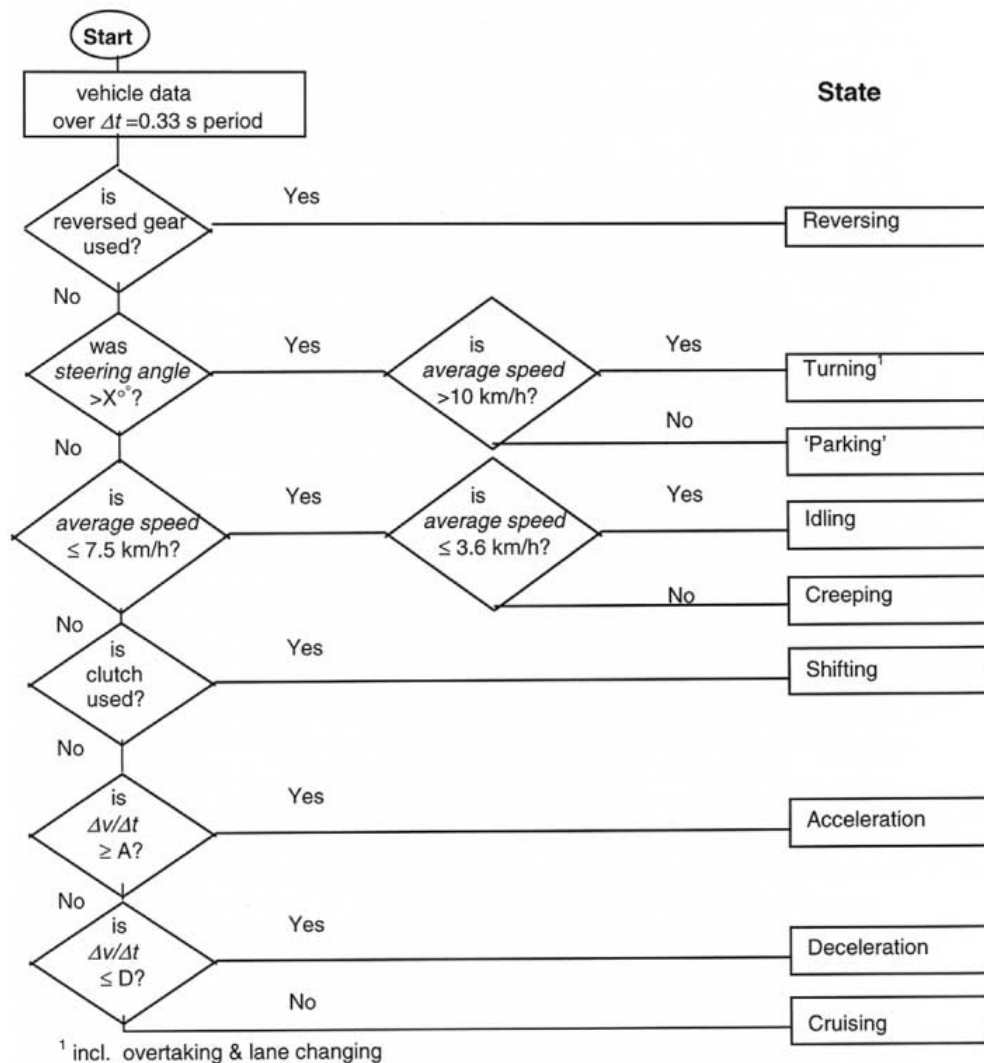 Start
vehicle data
over Δt =0.33 s period
State
is
reversed gear
used?
Yes
Reversing
No
was
steering angle
>X°°?
Yes
is
average speed
>10 km/h?
Yes
Turning¹
No
'Parking'
No
is
average speed
≤ 7.5 km/h?
Yes
is
average speed
≤ 3.6 km/h?
Yes
Idling
No
Creeping
No
is
clutch
used?
Yes
Shifting
No
is
Δv/Δt
≥ A?
Yes
Acceleration
No
is
Δv/Δt
≤ D?
Yes
Deceleration
No
Cruising
¹ incl. overtaking & lane changing